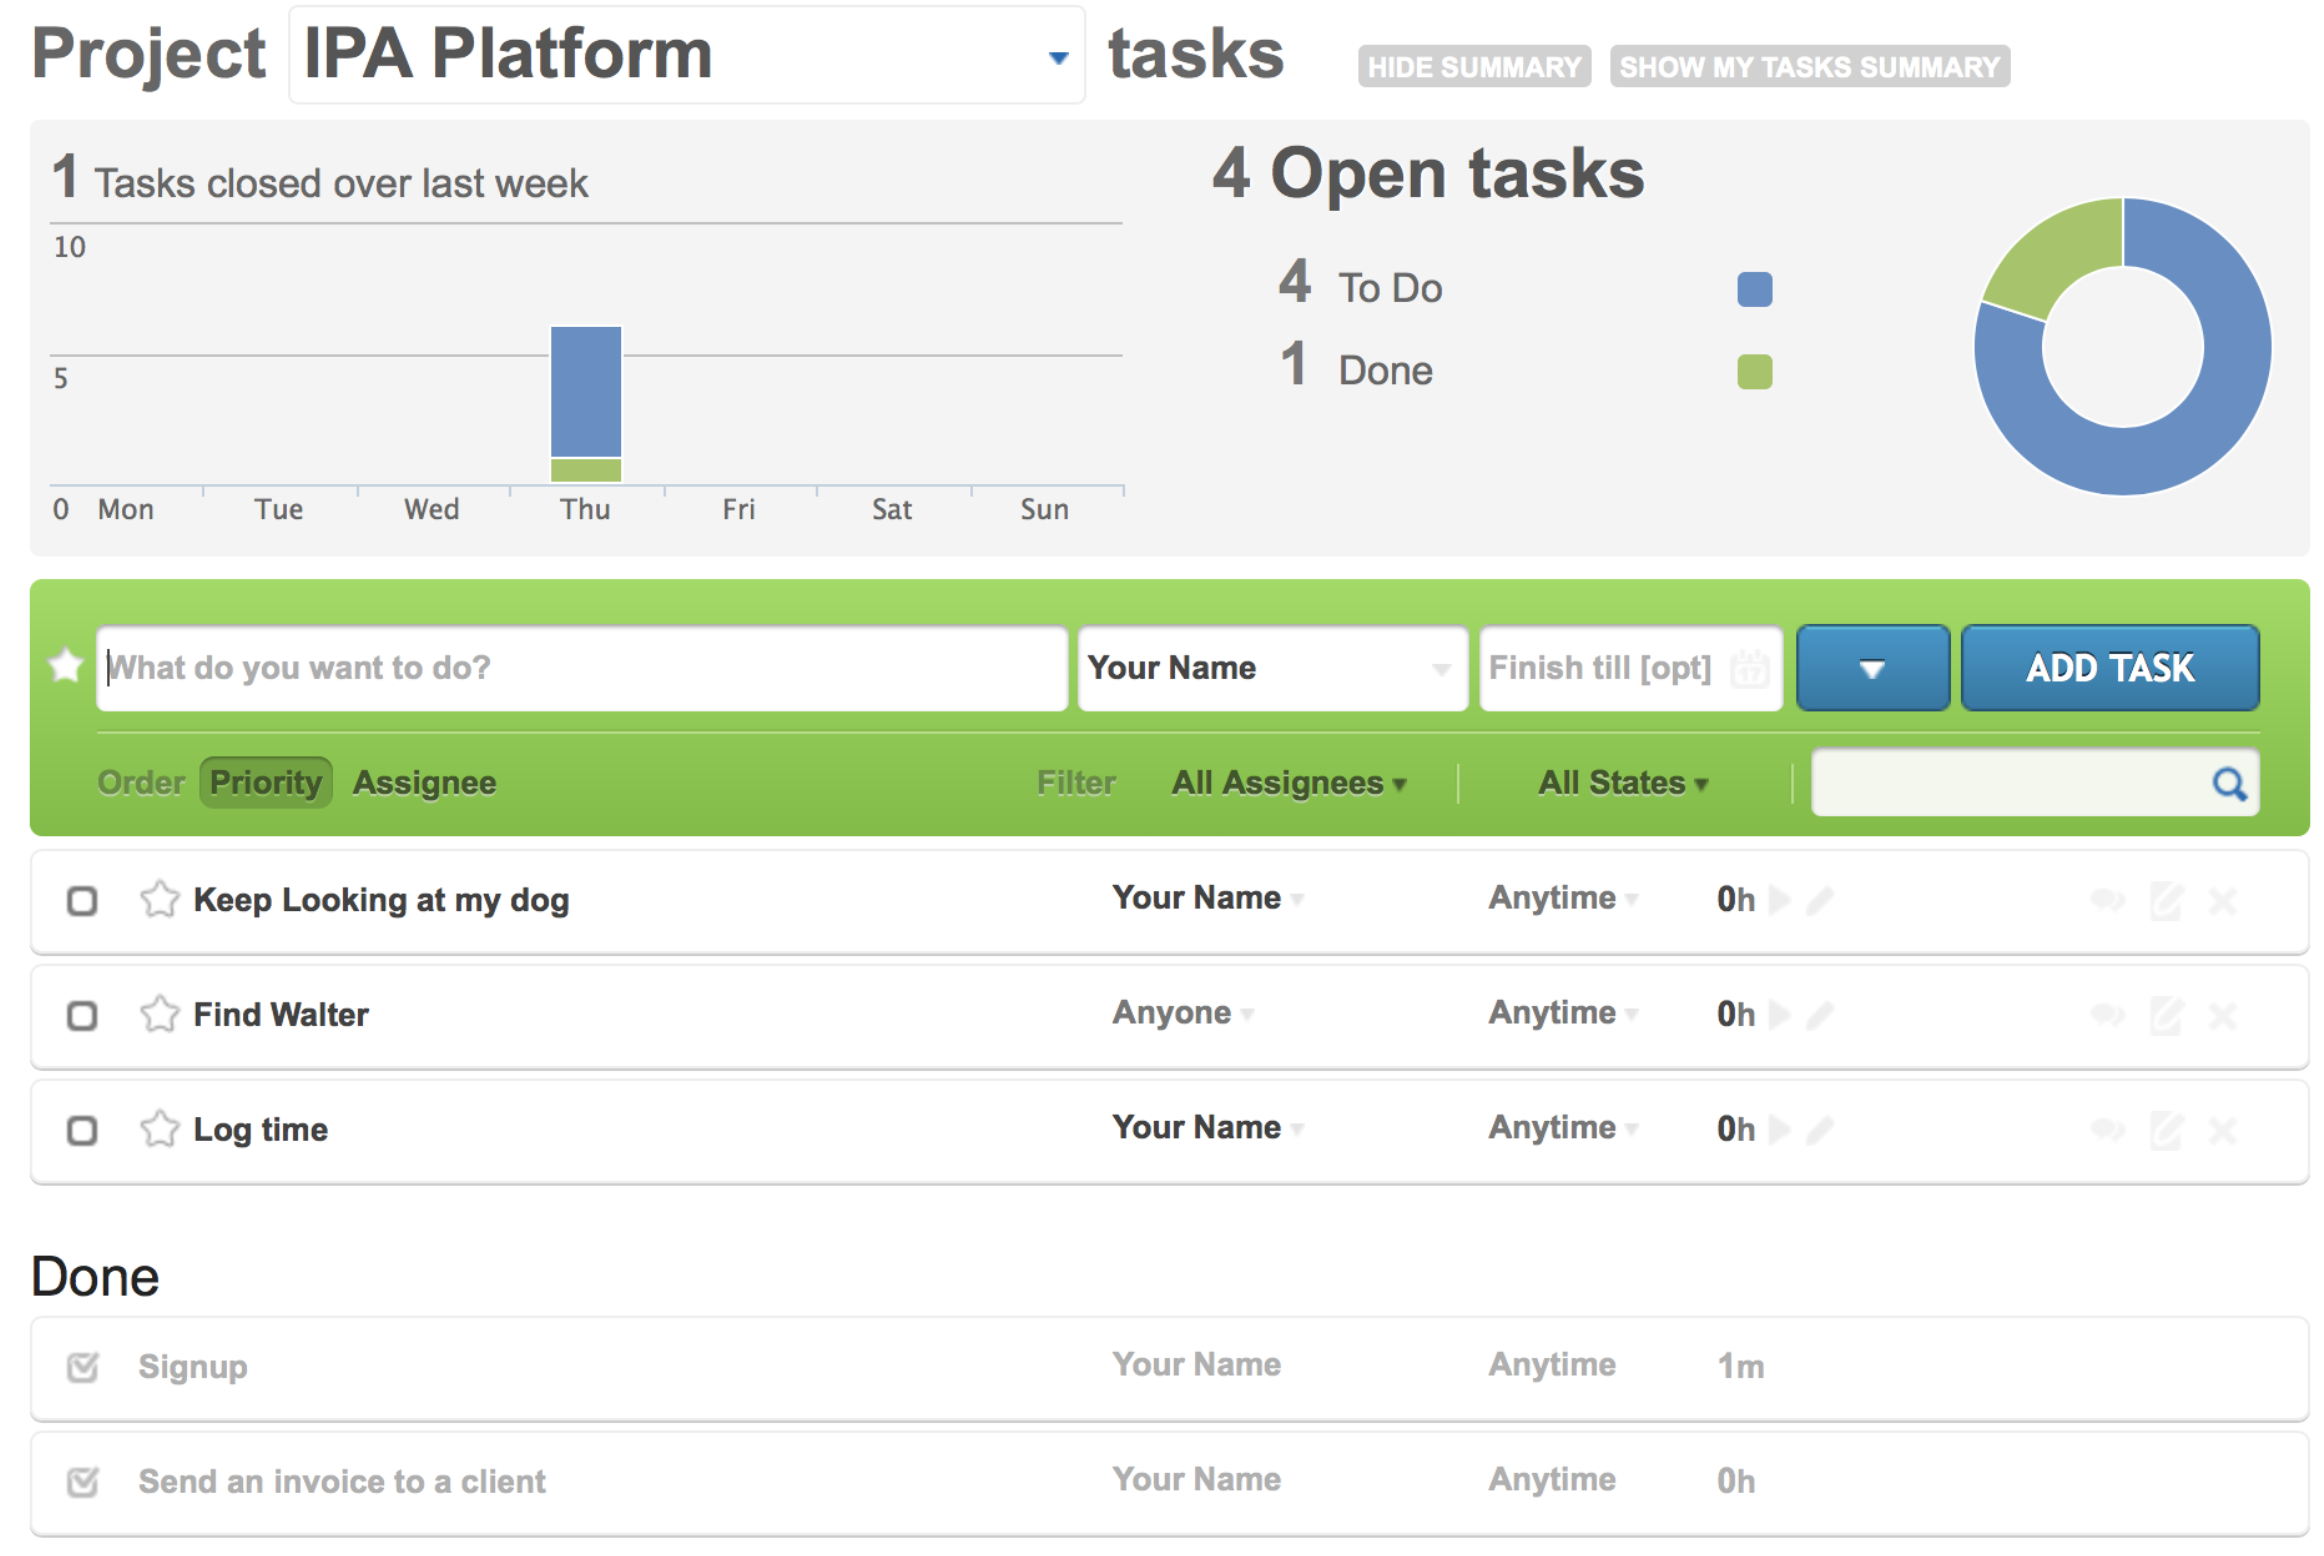 Project IPA Platform tasks HIDE SUMMARY SHOW MY TASKS SUMMARY
1 Tasks closed over last week
10
5
0 Mon Tue Wed Thu Fri Sat Sun
4 Open tasks
4 To Do
1 Done
What do you want to do? Your Name Finish till [opt] 17 ADD TASK
Order Priority Assignee Filter All Assignees All States
Keep Looking at my dog Your Name Anytime 0h
Find Walter Anyone Anytime 0h
Log time Your Name Anytime 0h
Done
Signup Your Name Anytime 1m
Send an invoice to a client Your Name Anytime 0h